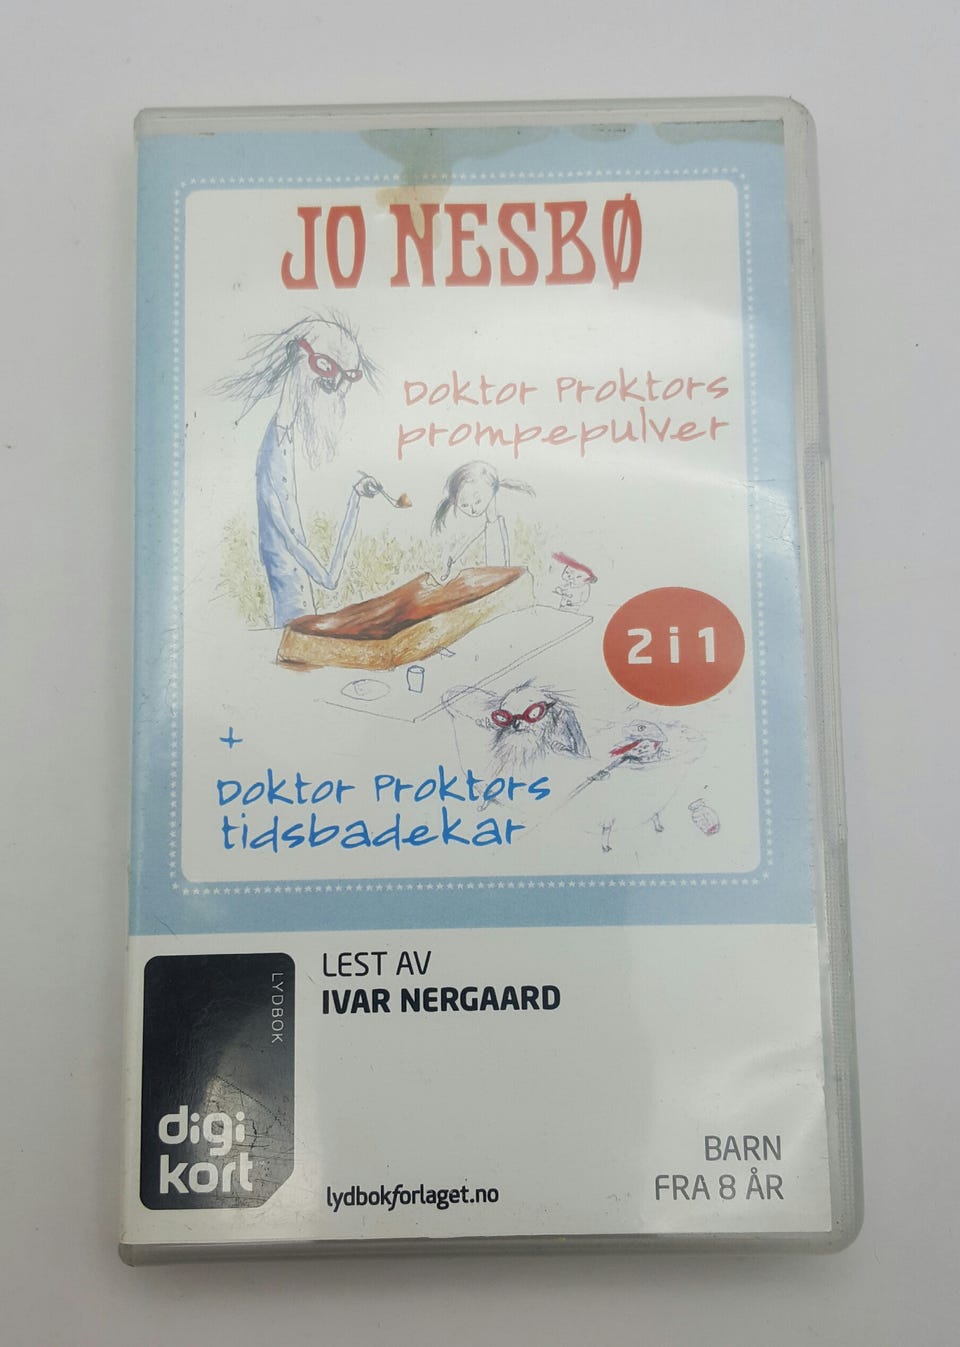 JO NESBØ
Doktor Proktors
prompepulver
2 i 1
+
Doktor Proktors
tidsbadekar
LYDBOK
digi
kort
LEST AV
IVAR NERGAARD
lydbokforlaget.no
BARN
FRA 8 ÅR